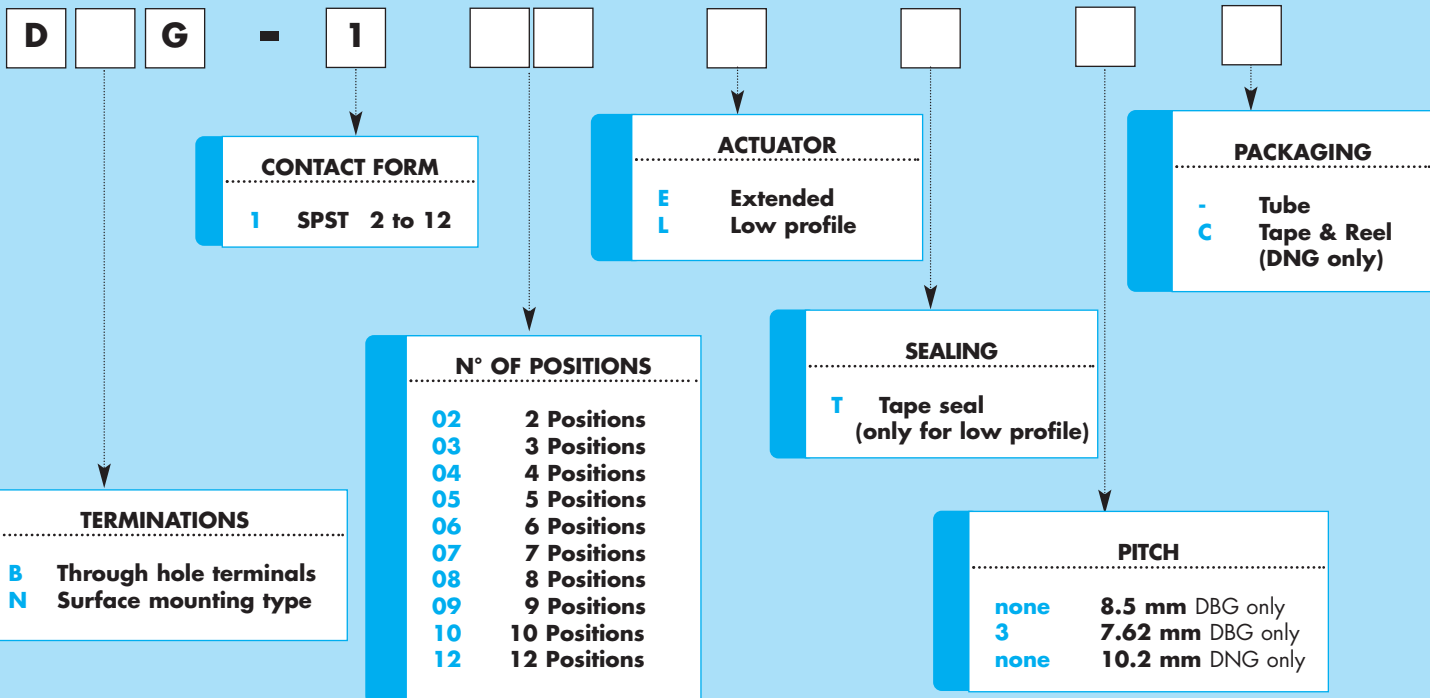 D G - 1
CONTACT FORM
1 SPST 2 to 12
ACTUATOR
E Extended
L Low profile
PACKAGING
- Tube
C Tape & Reel
(DNG only)
N° OF POSITIONS
02 2 Positions
03 3 Positions
04 4 Positions
05 5 Positions
06 6 Positions
07 7 Positions
08 8 Positions
09 9 Positions
10 10 Positions
12 12 Positions
SEALING
T Tape seal
(only for low profile)
TERMINATIONS
B Through hole terminals
N Surface mounting type
PITCH
none 8.5 mm DBG only
3 7.62 mm DBG only
none 10.2 mm DNG only